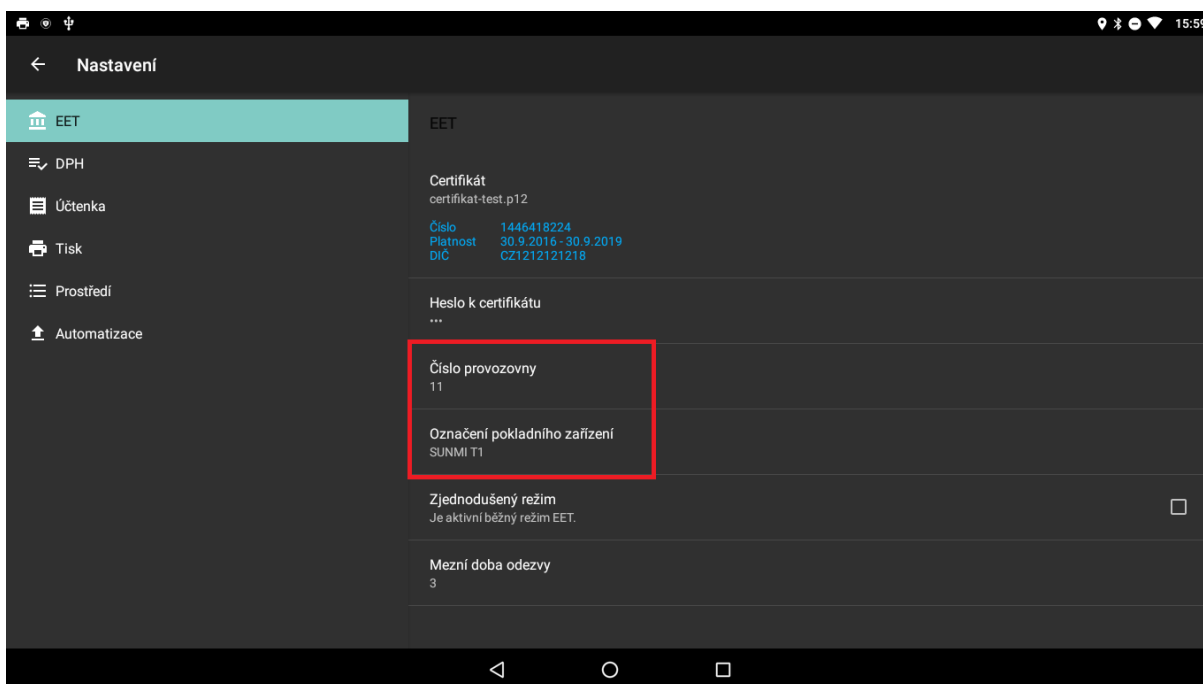 15:59
Nastavení
EET
DPH
Účtenka
Tisk
Prostředí
Automatizace
EET
Certifikát
certifikat-test.p12
Číslo 1446418224
Platnost 30.9.2016 - 30.9.2019
DIČ CZ1212121218
Heslo k certifikátu
•••
Číslo provozovny
11
Označení pokladního zařízení
SUNMI T1
Zjednodušený režim
Je aktivní běžný režim EET.
Mezní doba odezvy
3